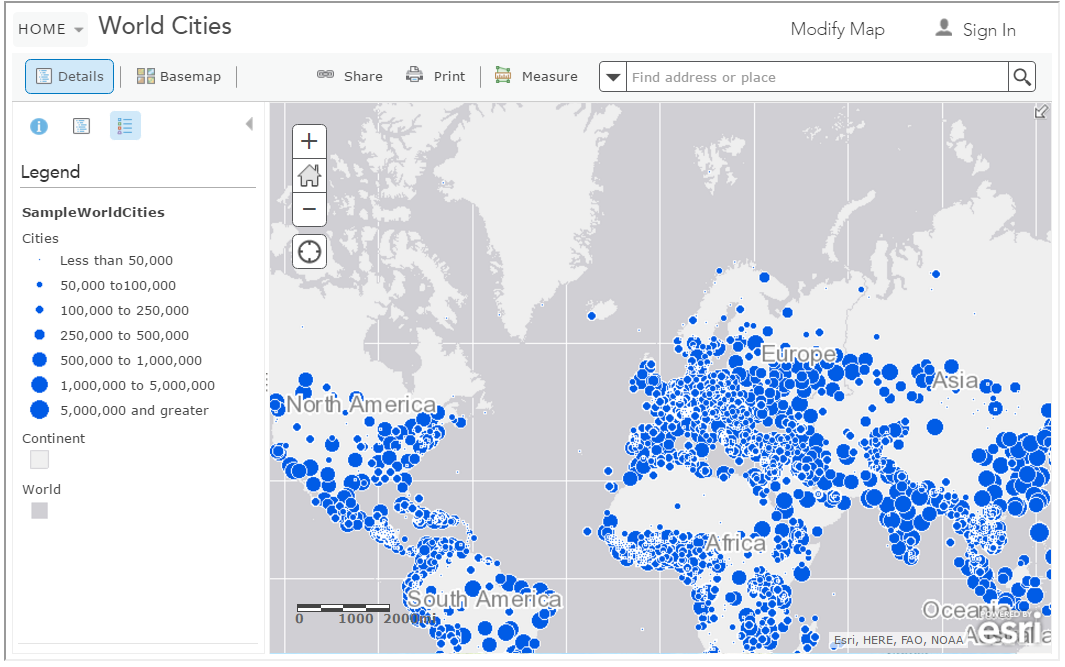 HOME World Cities Modify Map Sign In
Details Basemap Share Print Measure Find address or place
Legend
SampleWorldCities
Cities
Less than 50,000
50,000 to100,000
100,000 to 250,000
250,000 to 500,000
500,000 to 1,000,000
1,000,000 to 5,000,000
5,000,000 and greater
Continent
World
Europe
Asia
North America
Africa
South America
Oceania
0 1000 2000mi
POWERED BY
esri
Esri, HERE, FAO, NOAA